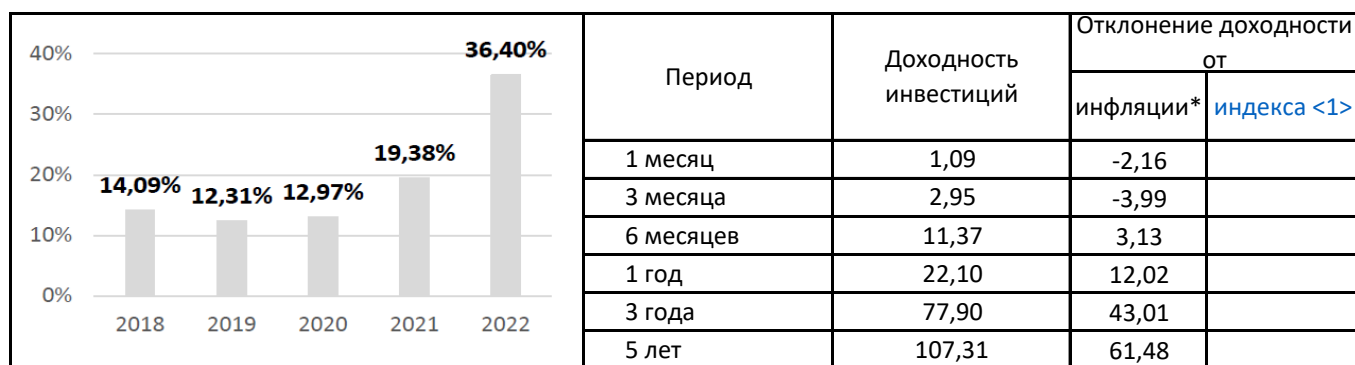 40%
30%
20%
10%
0%
14,09%
12,31%
12,97%
19,38%
36,40%
2018 2019 2020 2021 2022
Период
Доходность
инвестиций
Отклонение доходности
от
инфляции* индекса <1>
1 месяц 1,09 -2,16
3 месяца 2,95 -3,99
6 месяцев 11,37 3,13
1 год 22,10 12,02
3 года 77,90 43,01
5 лет 107,31 61,48